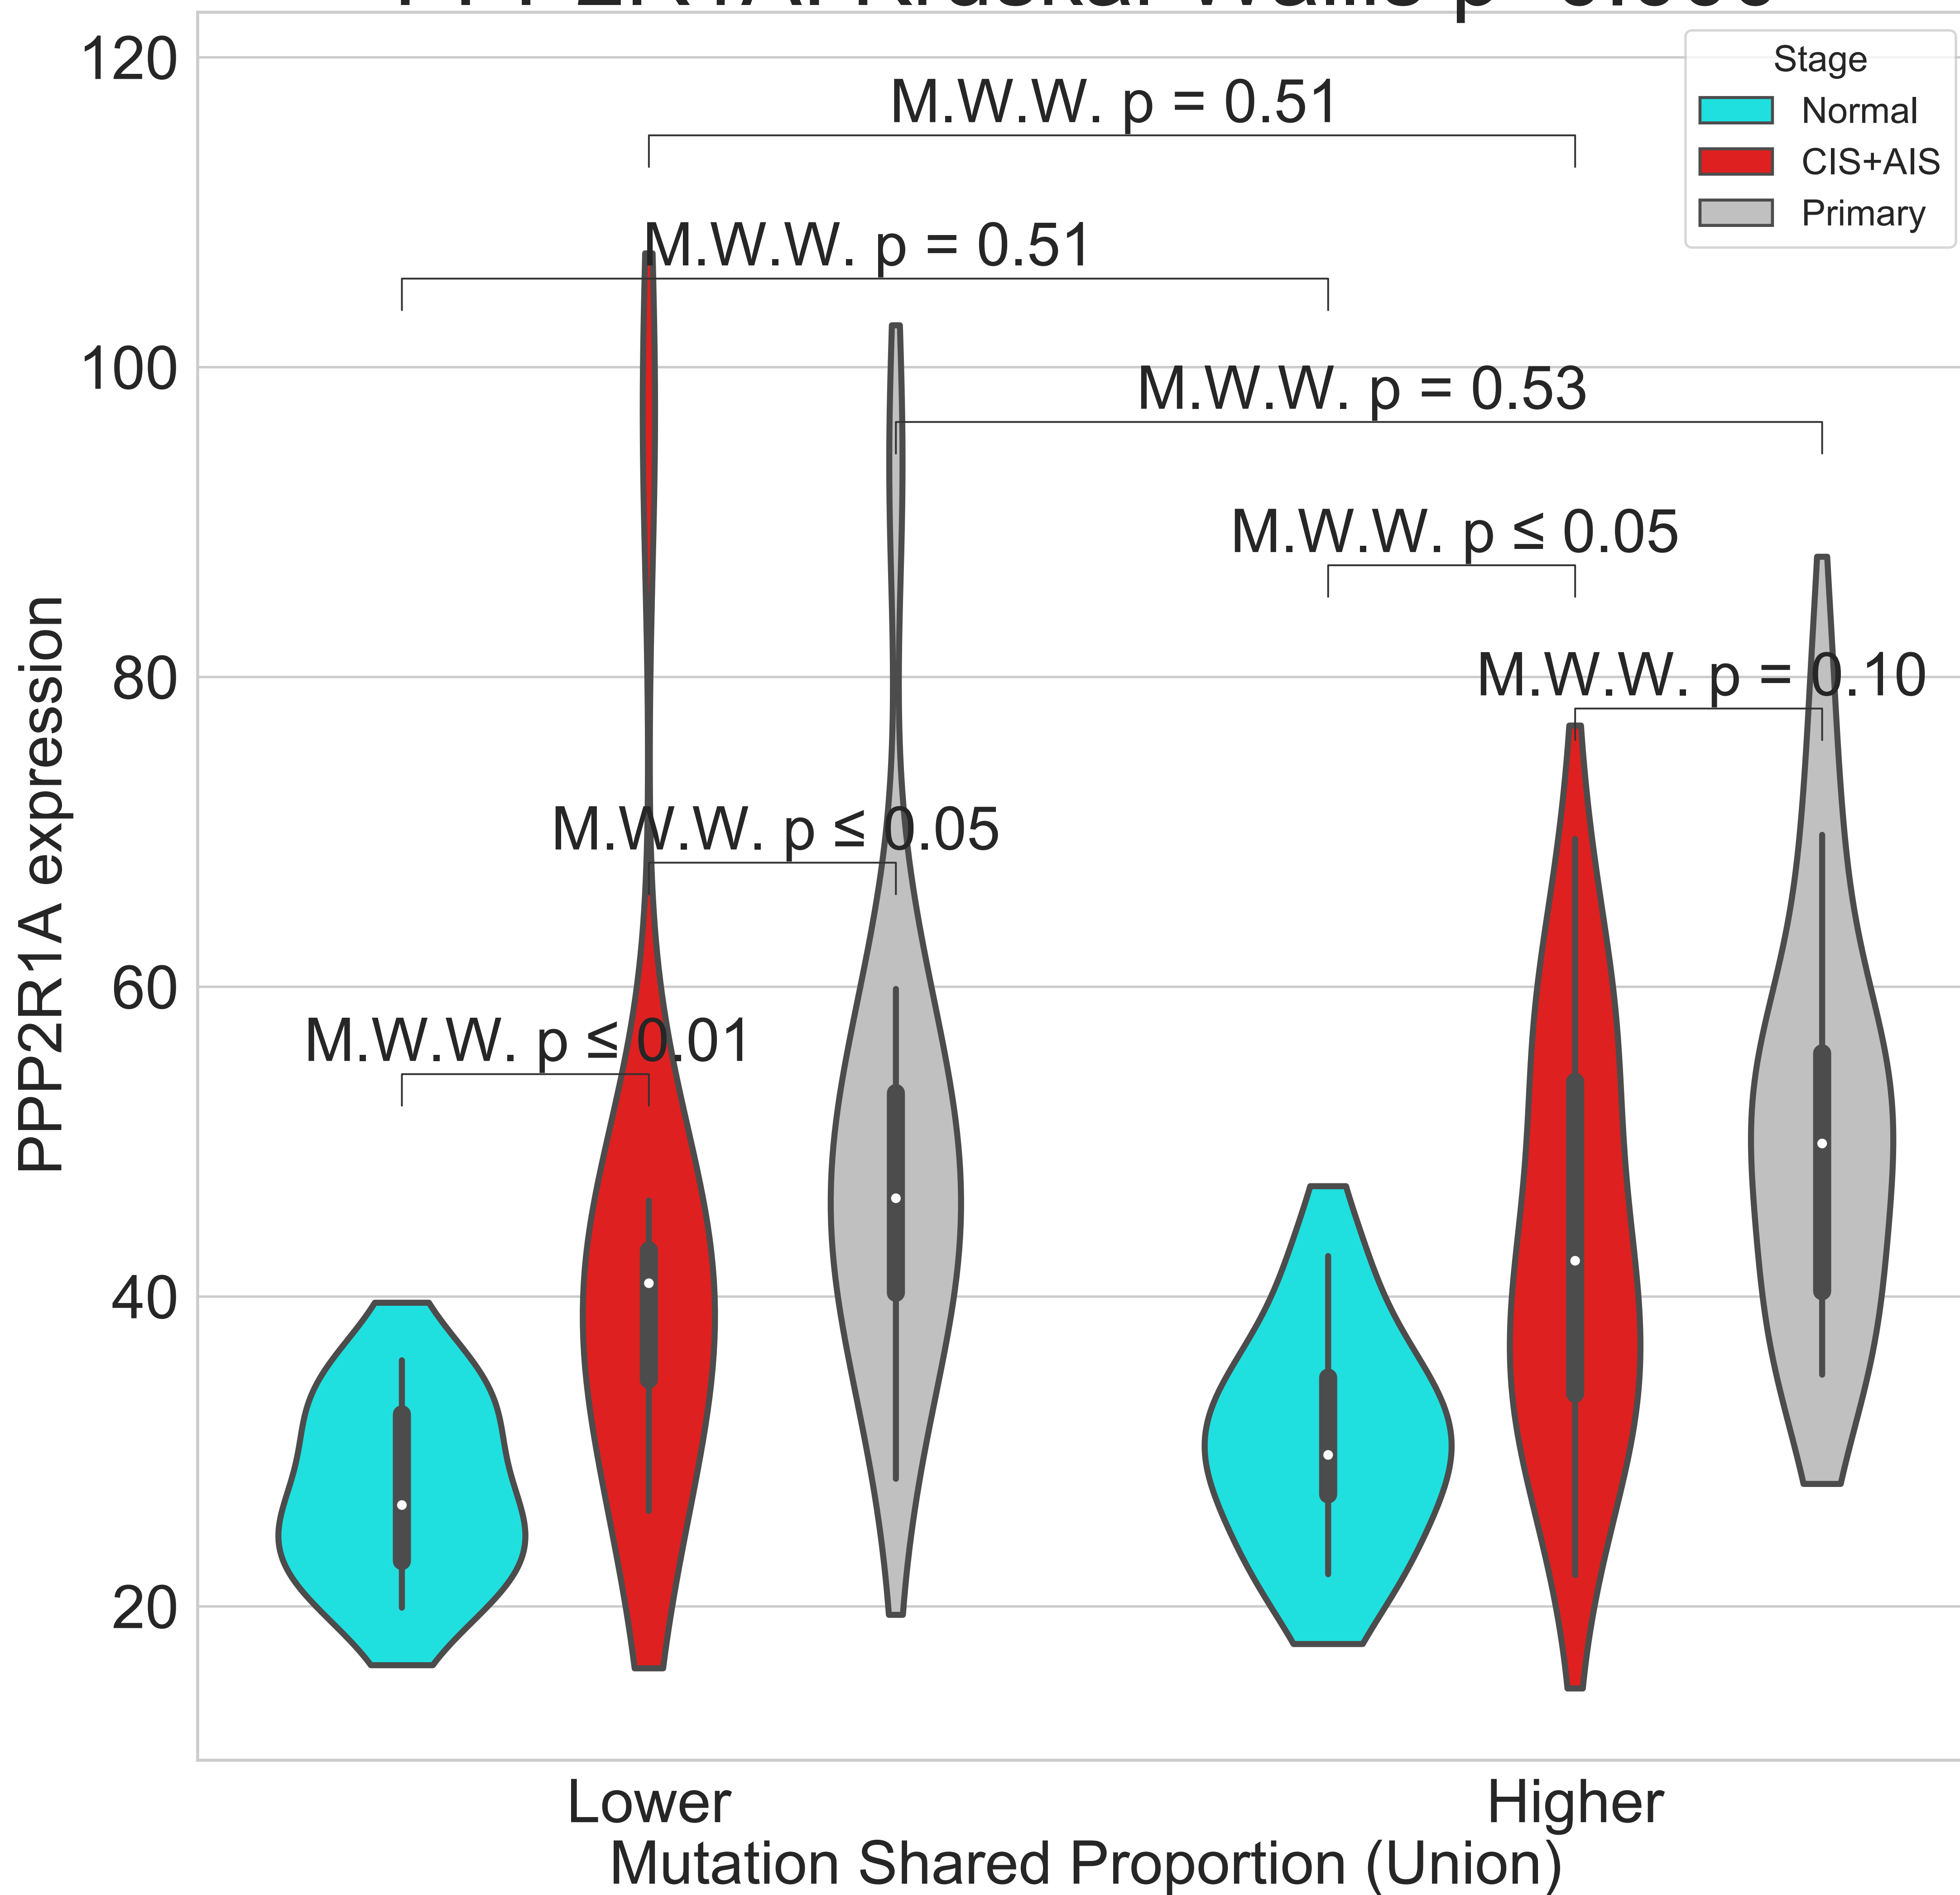 120
100
80
60
40
20
PPP2R1A expression
Stage
Normal
CIS+AIS
Primary
M.W.W. p = 0.51
M.W.W. p = 0.51
M.W.W. p = 0.53
M.W.W. p ≤ 0.05
M.W.W. p = 0.10
M.W.W. p ≤ 0.05
M.W.W. p ≤ 0.01
Lower
Higher
Mutation Shared Proportion (Union)